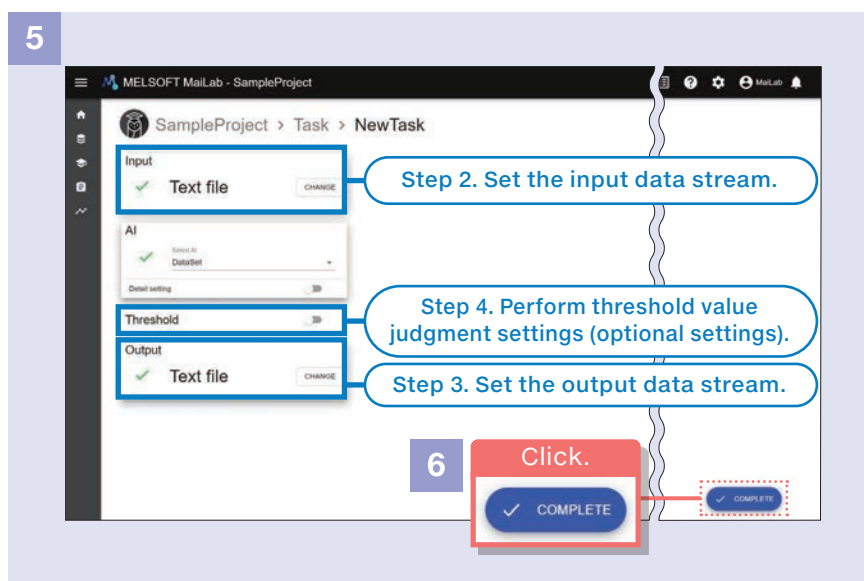 5
MELSOFT MaiLab - SampleProject
MaiLab
SampleProject > Task > NewTask
Input
Text file
CHANGE
Step 2. Set the input data stream.
AI
Select AI
DataSet
Detail setting
Threshold
Step 4. Perform threshold value
judgment settings (optional settings).
Output
Text file
CHANGE
Step 3. Set the output data stream.
6
Click.
COMPLETE
COMPLETE